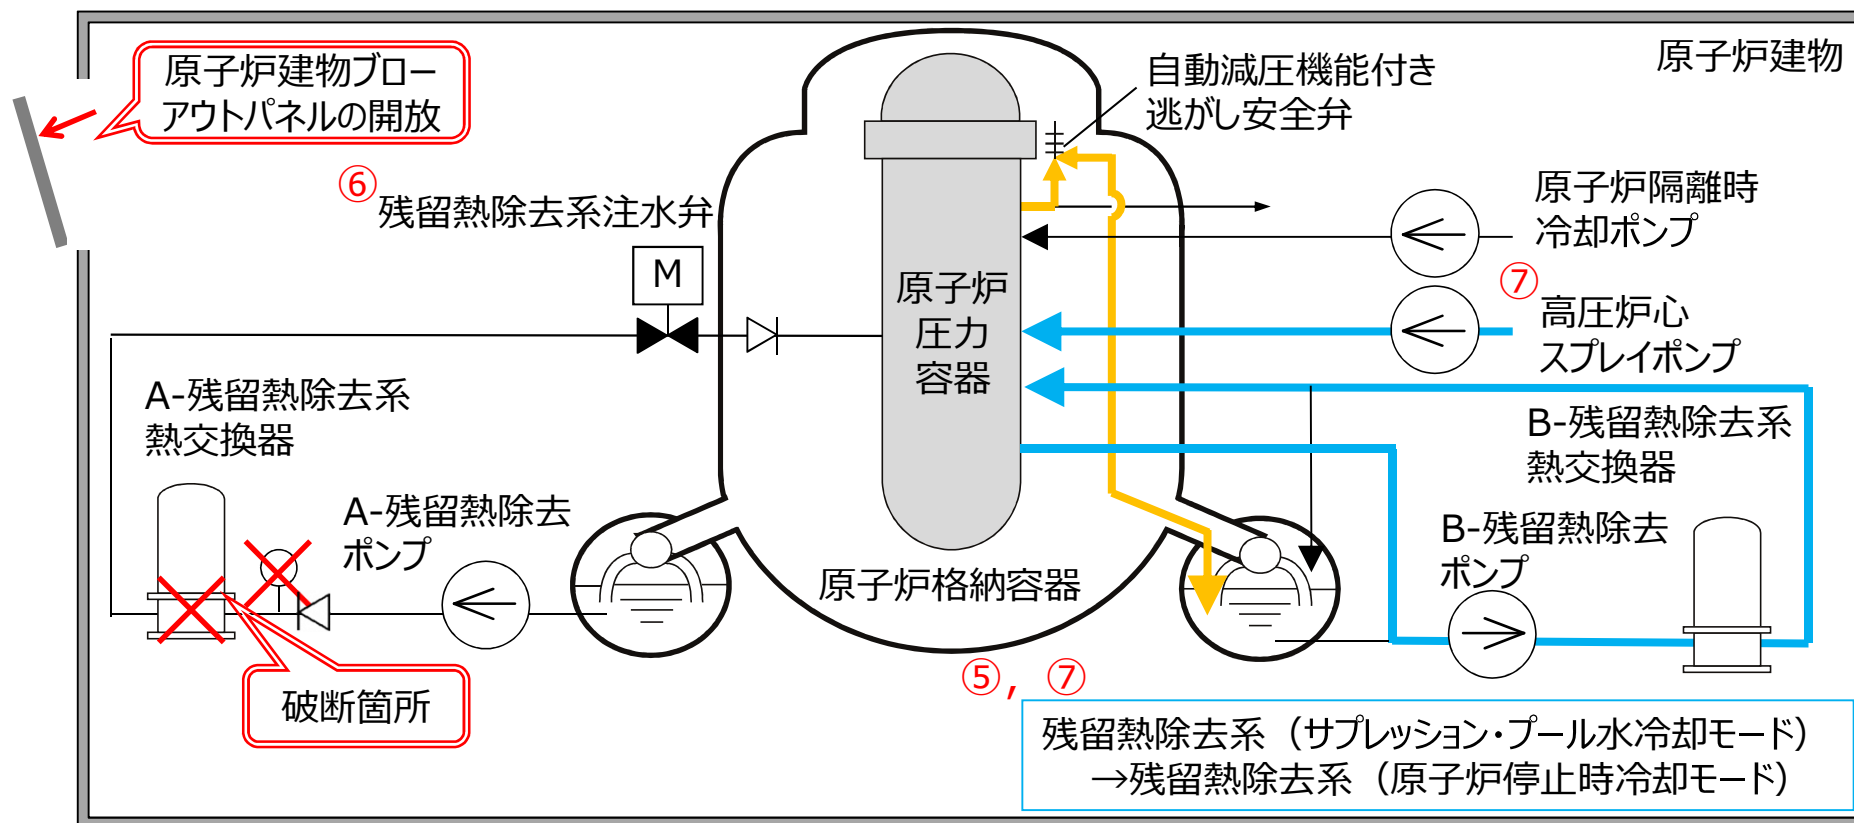 原子炉建物ブロー
アウトパネルの開放
自動減圧機能付き
逃がし安全弁
原子炉建物
⑥
残留熱除去系注水弁
M
原子炉隔離時
冷却ポンプ
⑦
高圧炉心
スプレイポンプ
原子炉
圧力
容器
A-残留熱除去系
熱交換器
A-残留熱除去
ポンプ
B-残留熱除去系
熱交換器
B-残留熱除去
ポンプ
原子炉格納容器
破断箇所
⑤, ⑦
残留熱除去系（サプレッション・プール水冷却モード）
→残留熱除去系（原子炉停止時冷却モード）